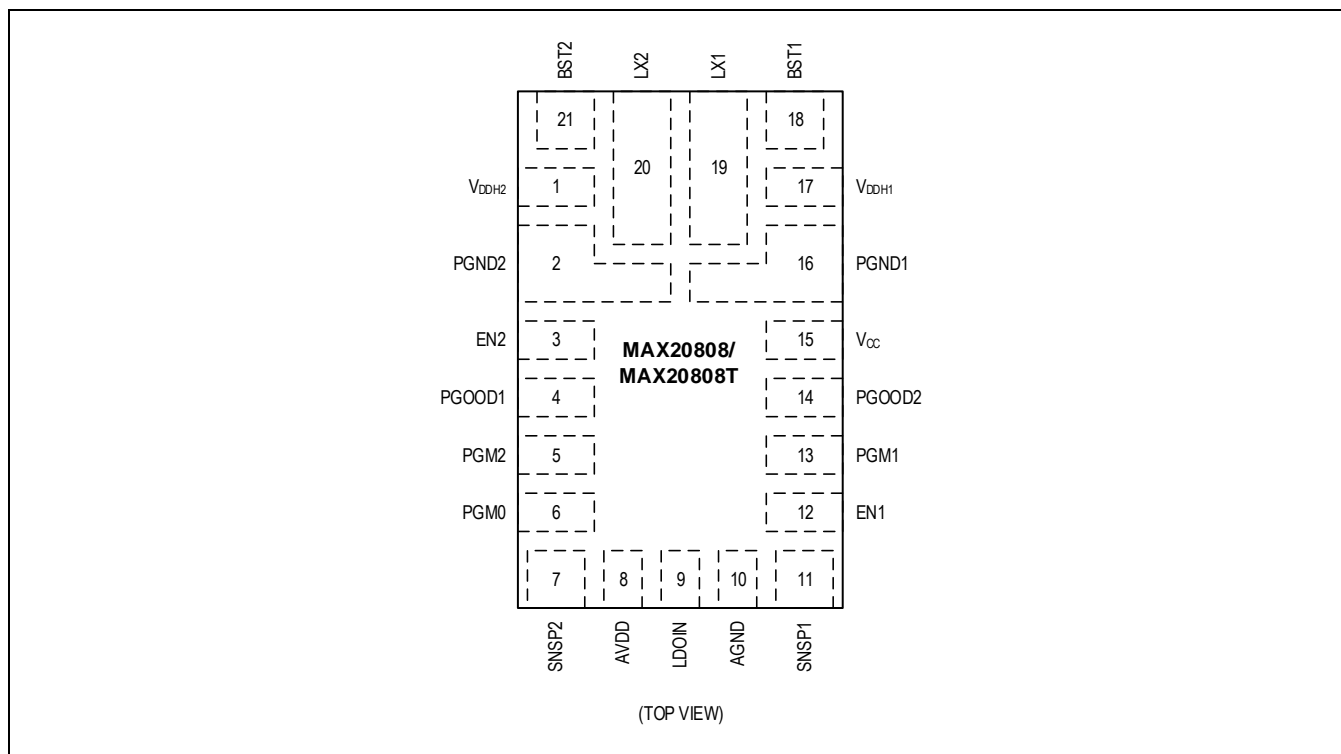 BST2 LX2 LX1 BST1
21 20 19 18
VDDH2 1 17 VDDH1
PGND2 2 16 PGND1
EN2 3 15 VCC
MAX20808/
MAX20808T
PGOOD1 4 14 PGOOD2
PGM2 5 13 PGM1
PGM0 6 12 EN1
7 8 9 10 11
SNSP2 AVDD LDOIN AGND SNSP1
(TOP VIEW)